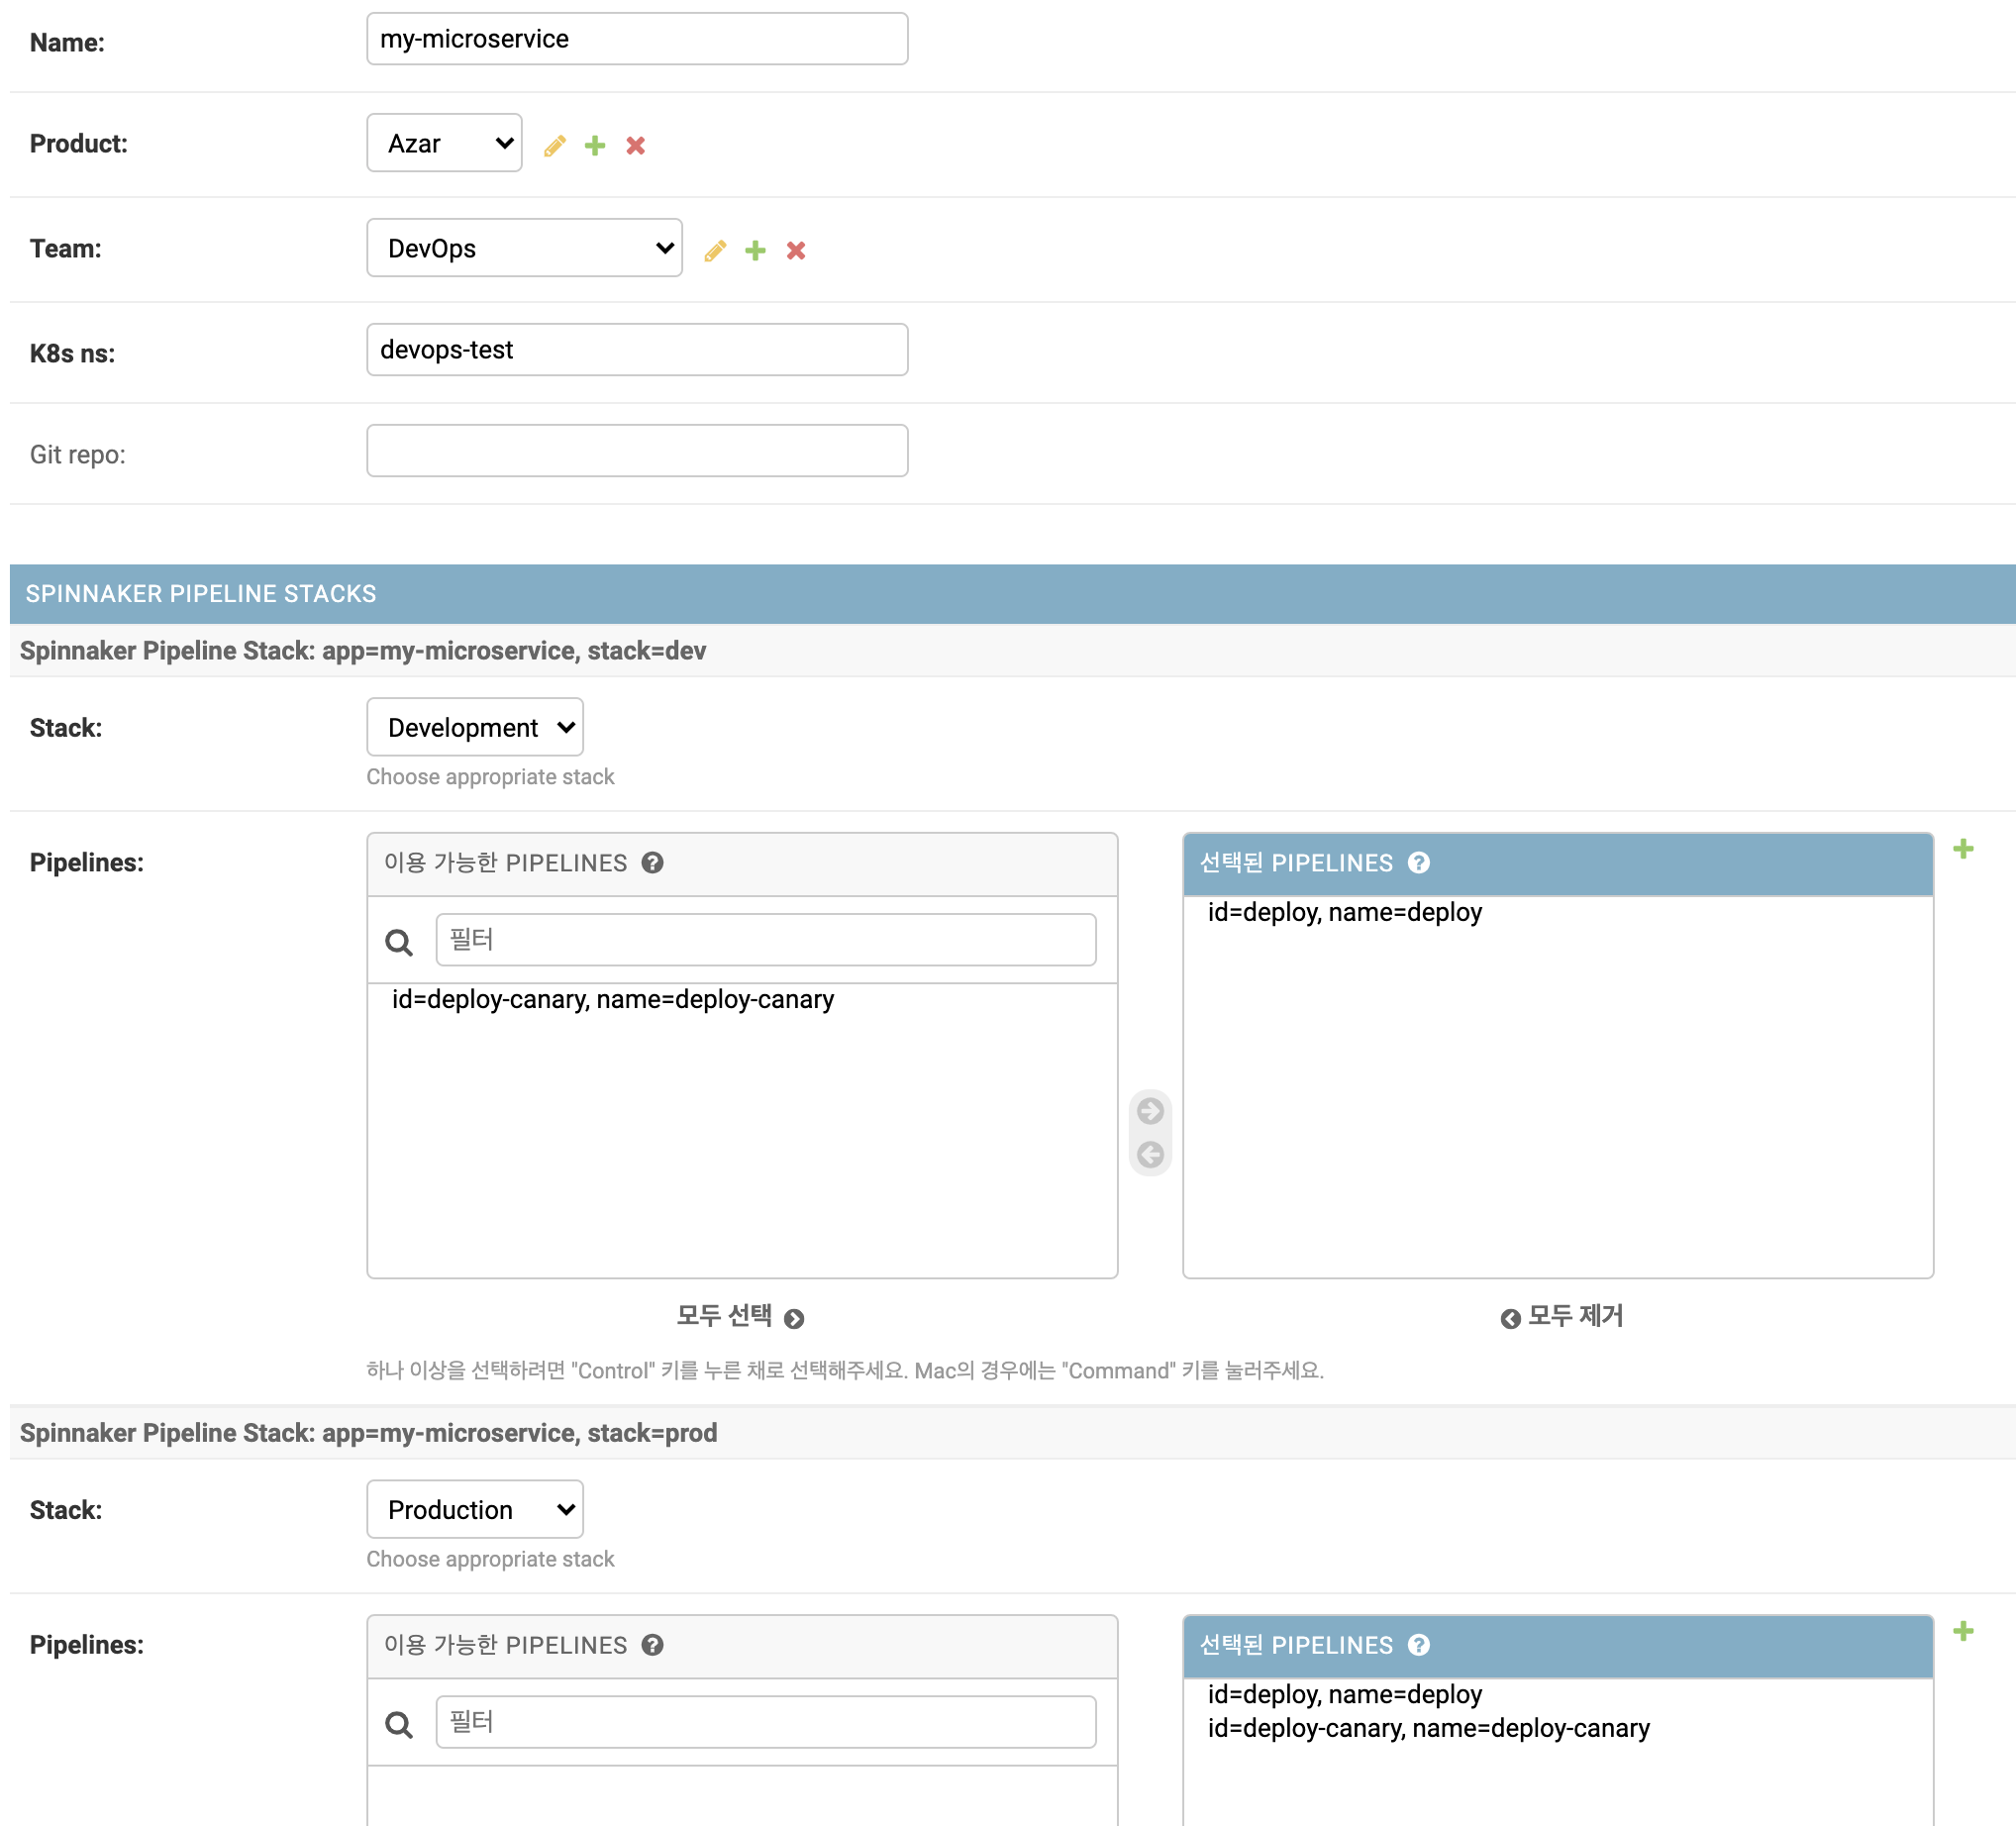 Name: my-microservice
Product: Azar
Team: DevOps
K8s ns: devops-test
Git repo:
SPINNAKER PIPELINE STACKS
Spinnaker Pipeline Stack: app=my-microservice, stack=dev
Stack: Development
Choose appropriate stack
Pipelines: 이용 가능한 PIPELINES ? 선택된 PIPELINES ?
필터
id=deploy, name=deploy
id=deploy-canary, name=deploy-canary
모두 선택 모두 제거
하나 이상을 선택하려면 "Control" 키를 누른 채로 선택해주세요. Mac의 경우에는 "Command" 키를 눌러주세요.
Spinnaker Pipeline Stack: app=my-microservice, stack=prod
Stack: Production
Choose appropriate stack
Pipelines: 이용 가능한 PIPELINES ? 선택된 PIPELINES ?
필터
id=deploy, name=deploy
id=deploy-canary, name=deploy-canary